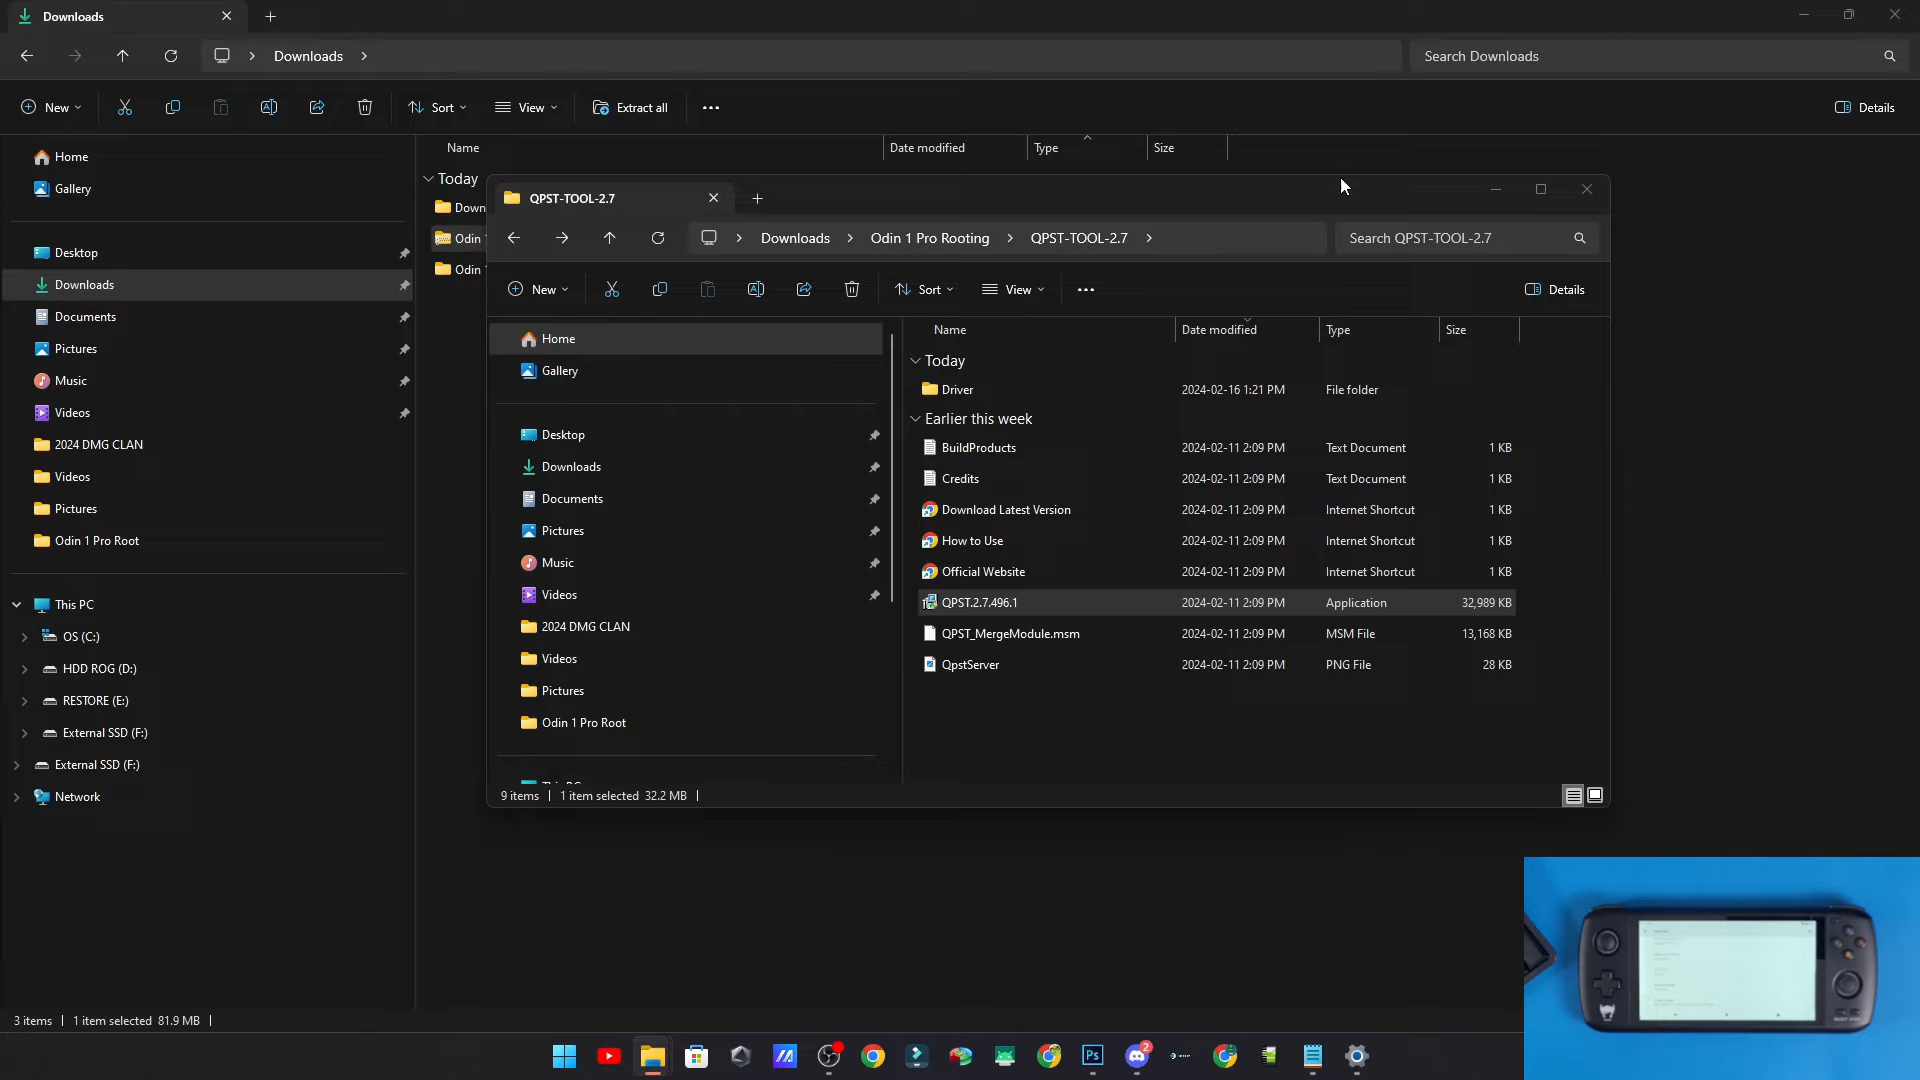 Downloads
Downloads
Search Downloads
New
Sort
View
Extract all
Details
Home
Gallery
Desktop
Downloads
Documents
Pictures
Music
Videos
2024 DMG CLAN
Videos
Pictures
Odin 1 Pro Root
This PC
OS (C:)
HDD ROG (D:)
RESTORE (E:)
External SSD (F:)
External SSD (F:)
Network
3 items
1 item selected 81.9 MB
Name
Date modified
Type
Size
Today
Down
Odin
Odin
QPST-TOOL-2.7
Downloads
Odin 1 Pro Rooting
QPST-TOOL-2.7
Search QPST-TOOL-2.7
New
Sort
View
Details
Home
Gallery
Desktop
Downloads
Documents
Pictures
Music
Videos
2024 DMG CLAN
Videos
Pictures
Odin 1 Pro Root
Name Date modified Type Size
Today
Driver 2024-02-16 1:21 PM File folder
Earlier this week
BuildProducts 2024-02-11 2:09 PM Text Document 1 KB
Credits 2024-02-11 2:09 PM Text Document 1 KB
Download Latest Version 2024-02-11 2:09 PM Internet Shortcut 1 KB
How to Use 2024-02-11 2:09 PM Internet Shortcut 1 KB
Official Website 2024-02-11 2:09 PM Internet Shortcut 1 KB
QPST.2.7.496.1 2024-02-11 2:09 PM Application 32,989 KB
QPST_MergeModule.msm 2024-02-11 2:09 PM MSM File 13,168 KB
QpstServer 2024-02-11 2:09 PM PNG File 28 KB
9 items
1 item selected 32.2 MB
Ps
2